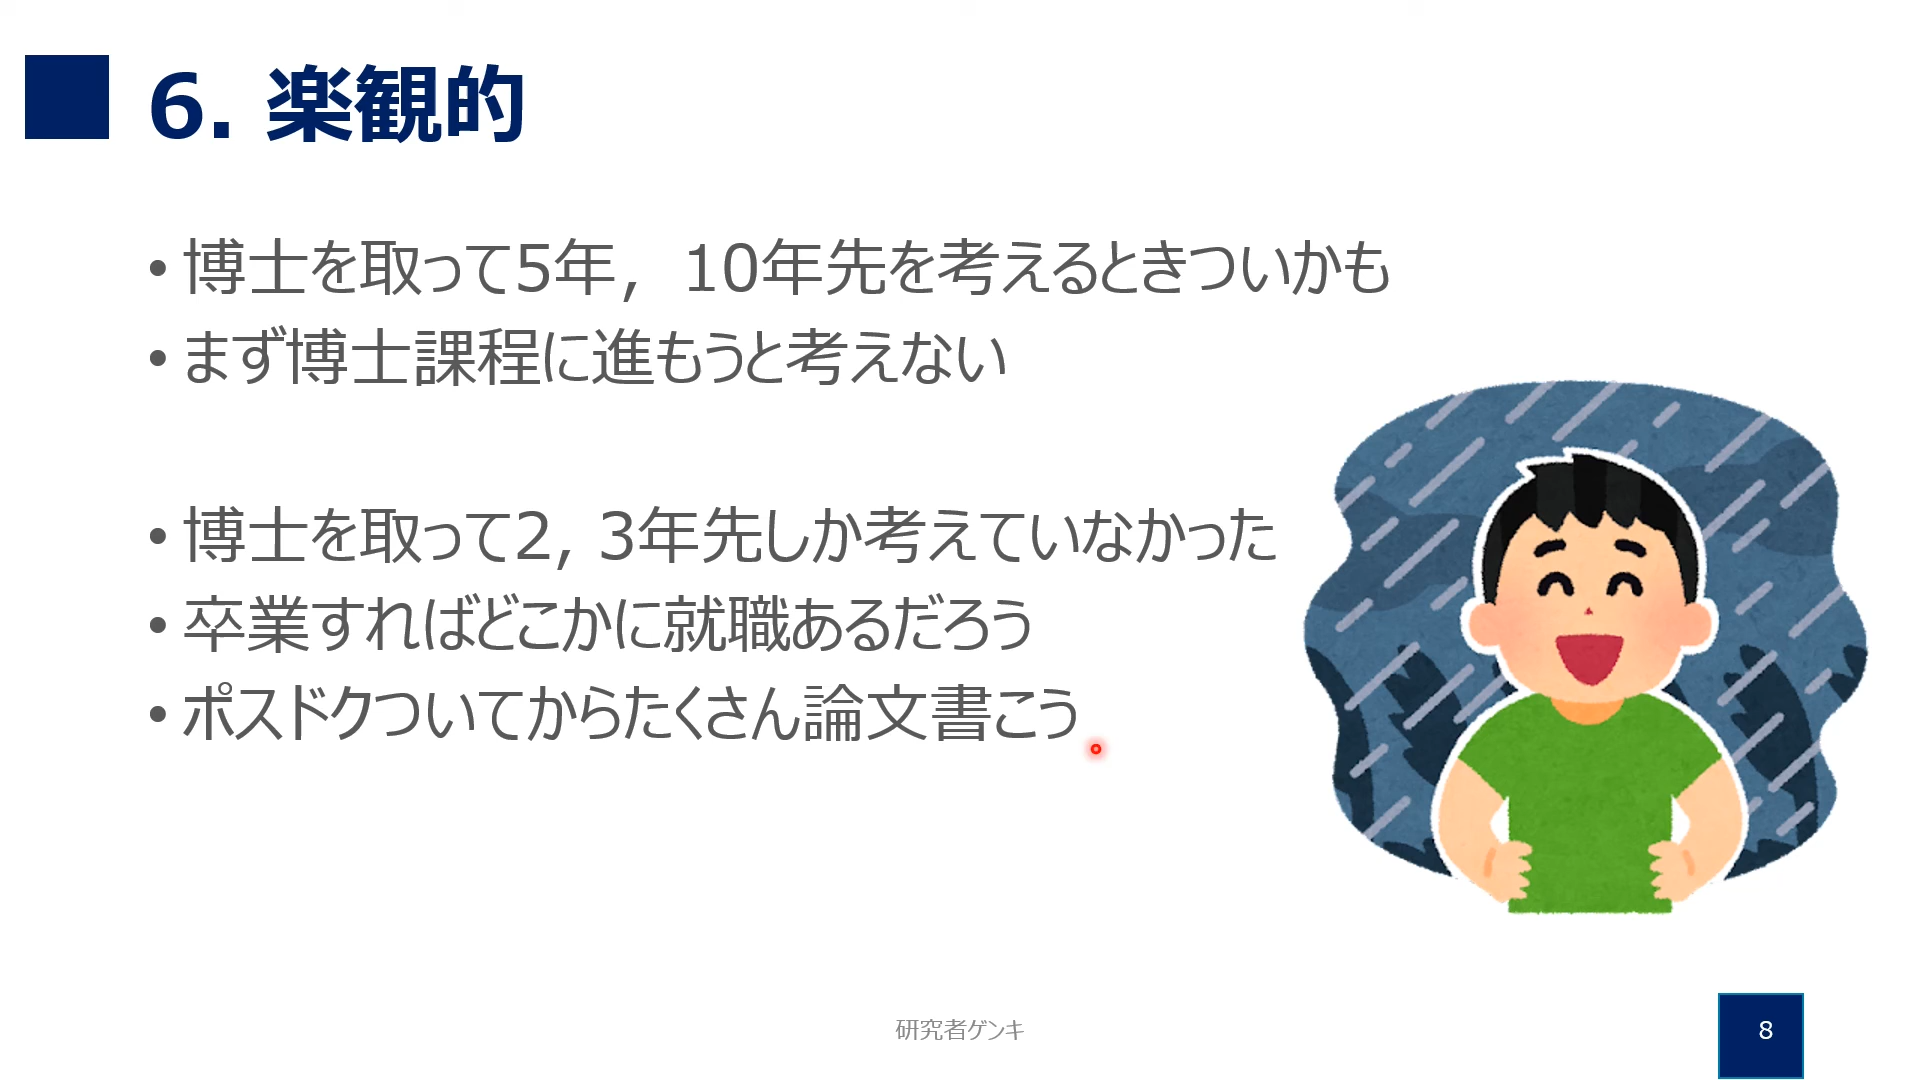 6. 楽観的
• 博士を取って5年，10年先を考えるときついかも
• まず博士課程に進もうと考えない
• 博士を取って2, 3年先しか考えていなかった
• 卒業すればどこかに就職あるだろう
• ポスドクついてからたくさん論文書こう
研究者ゲンキ
8